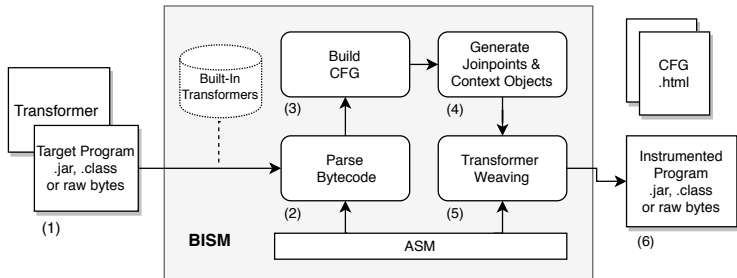 Transformer
Target Program
.jar, .class
or raw bytes
(1)
Built-In
Transformers
Build
CFG
(3)
Generate
Joinpoints &
Context Objects
(4)
Parse
Bytecode
(2)
Transformer
Weaving
(5)
BISM
ASM
CFG
.html
Instrumented
Program
.jar, .class
or raw bytes
(6)